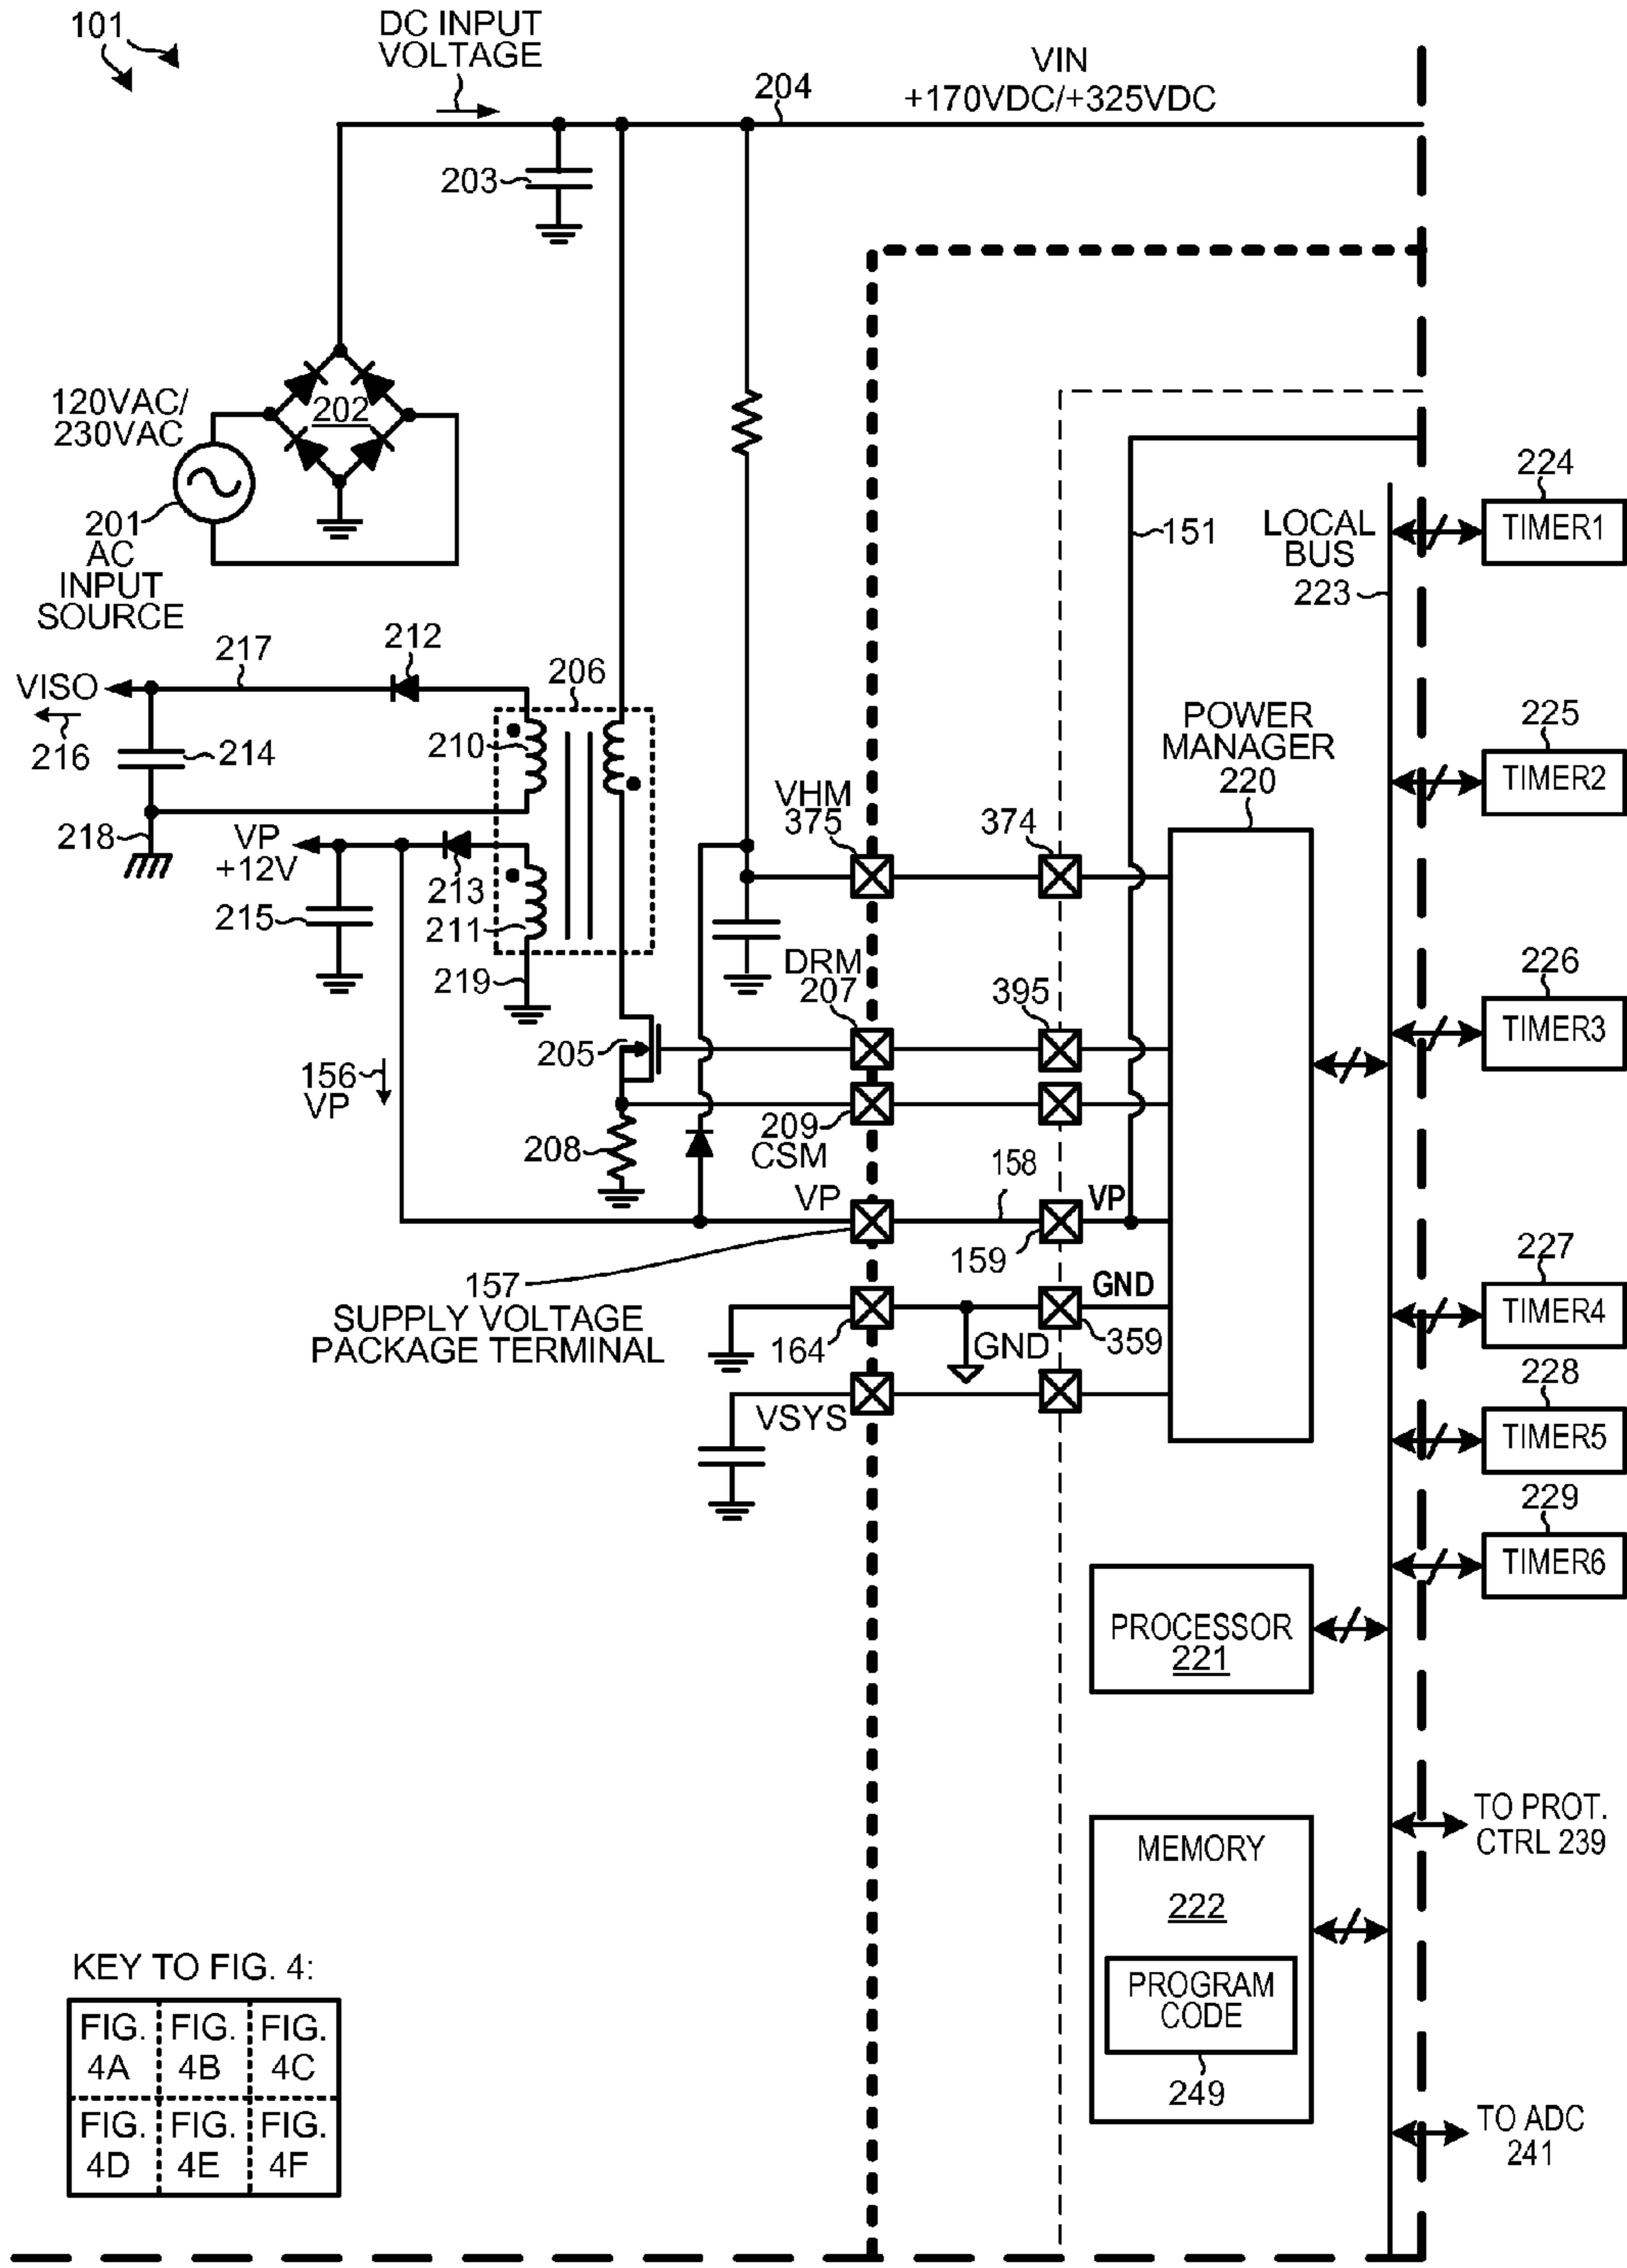 101
DC INPUT
VOLTAGE
204
VIN
+170VDC/+325VDC
203
120VAC/
230VAC
202
201
AC
INPUT
SOURCE
151
LOCAL
BUS
223
224
TIMER1
217
212
206
VISO
216
214
210
218
VP
+12V
213
215
211
219
POWER
MANAGER
220
225
TIMER2
VHM
375
374
DRM
207
395
226
TIMER3
205
156
VP
208
209
CSM
VP
158
VP
159
157
SUPPLY VOLTAGE
PACKAGE TERMINAL
164
GND
GND
359
VSYS
227
TIMER4
228
TIMER5
229
TIMER6
PROCESSOR
221
TO PROT.
CTRL 239
MEMORY
222
PROGRAM
CODE
249
TO ADC
241
KEY TO FIG. 4:
FIG. 4A
FIG. 4B
FIG. 4C
FIG. 4D
FIG. 4E
FIG. 4F